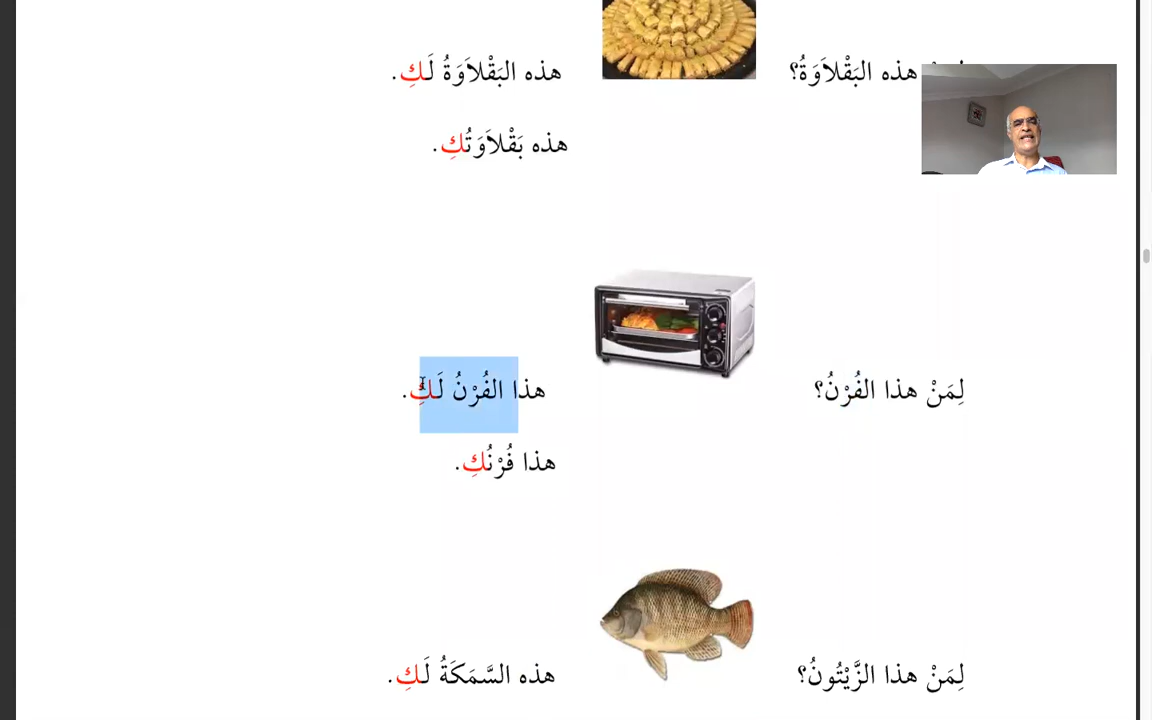 هذه البَقْلاَوَةُ؟ هذه البَقْلاَوَةُ لَكِ.
هذه بَقْلاَوَتُكِ.
لِمَنْ هذا الفُرْنُ؟ هذا الفُرْنُ لَكِ.
هذا فُرْنُكِ.
لِمَنْ هذا الزَّيْتُونُ؟ هذه السَّمَكَةُ لَكِ.